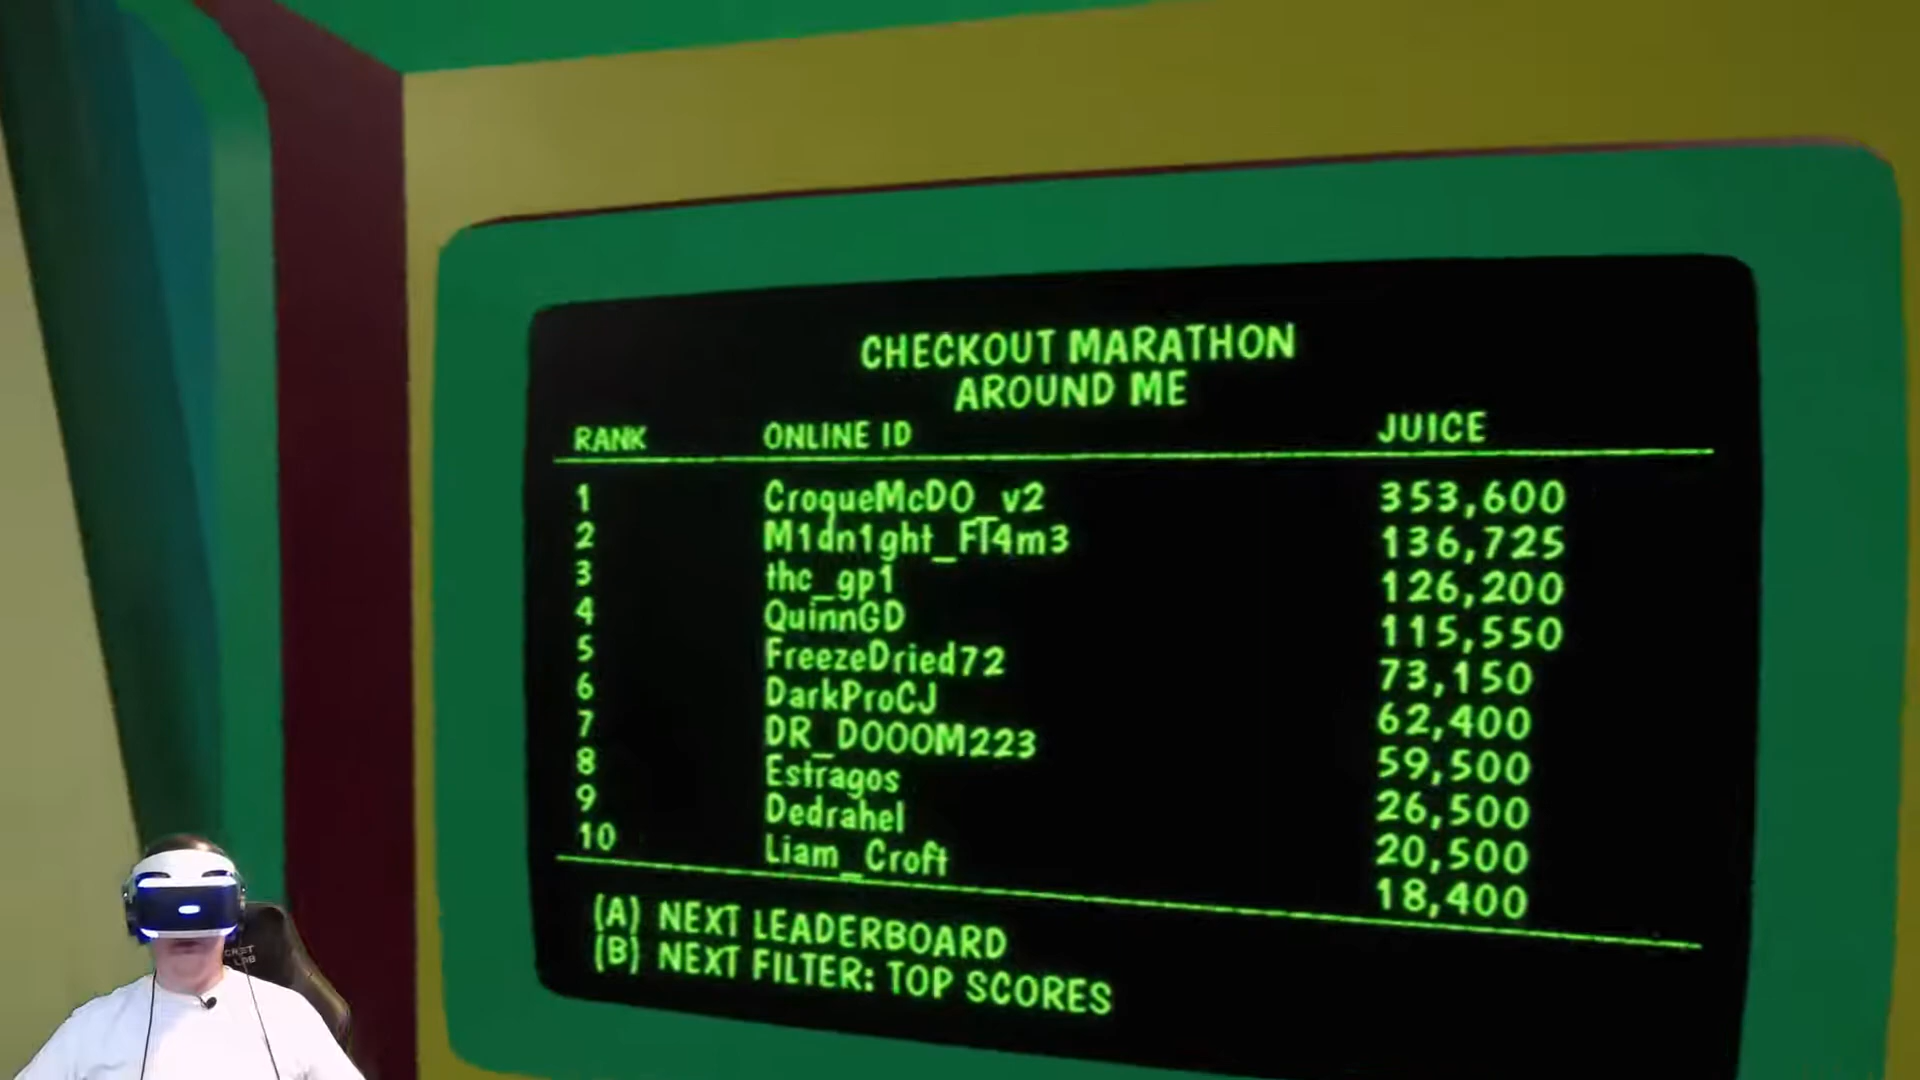 CHECKOUT MARATHON
AROUND ME
RANK ONLINE ID JUICE
1 CroqueMcDO_v2 353,600
2 M1dn1ght_Fl4m3 136,725
3 thc_gp1 126,200
4 QuinnGD 115,550
5 FreezeDried72 73,150
6 DarkProCJ 62,400
7 DR_DOOOM223 59,500
8 Estragos 26,500
9 Dedrahel 20,500
10 Liam_Croft 18,400
(A) NEXT LEADERBOARD
(B) NEXT FILTER: TOP SCORES